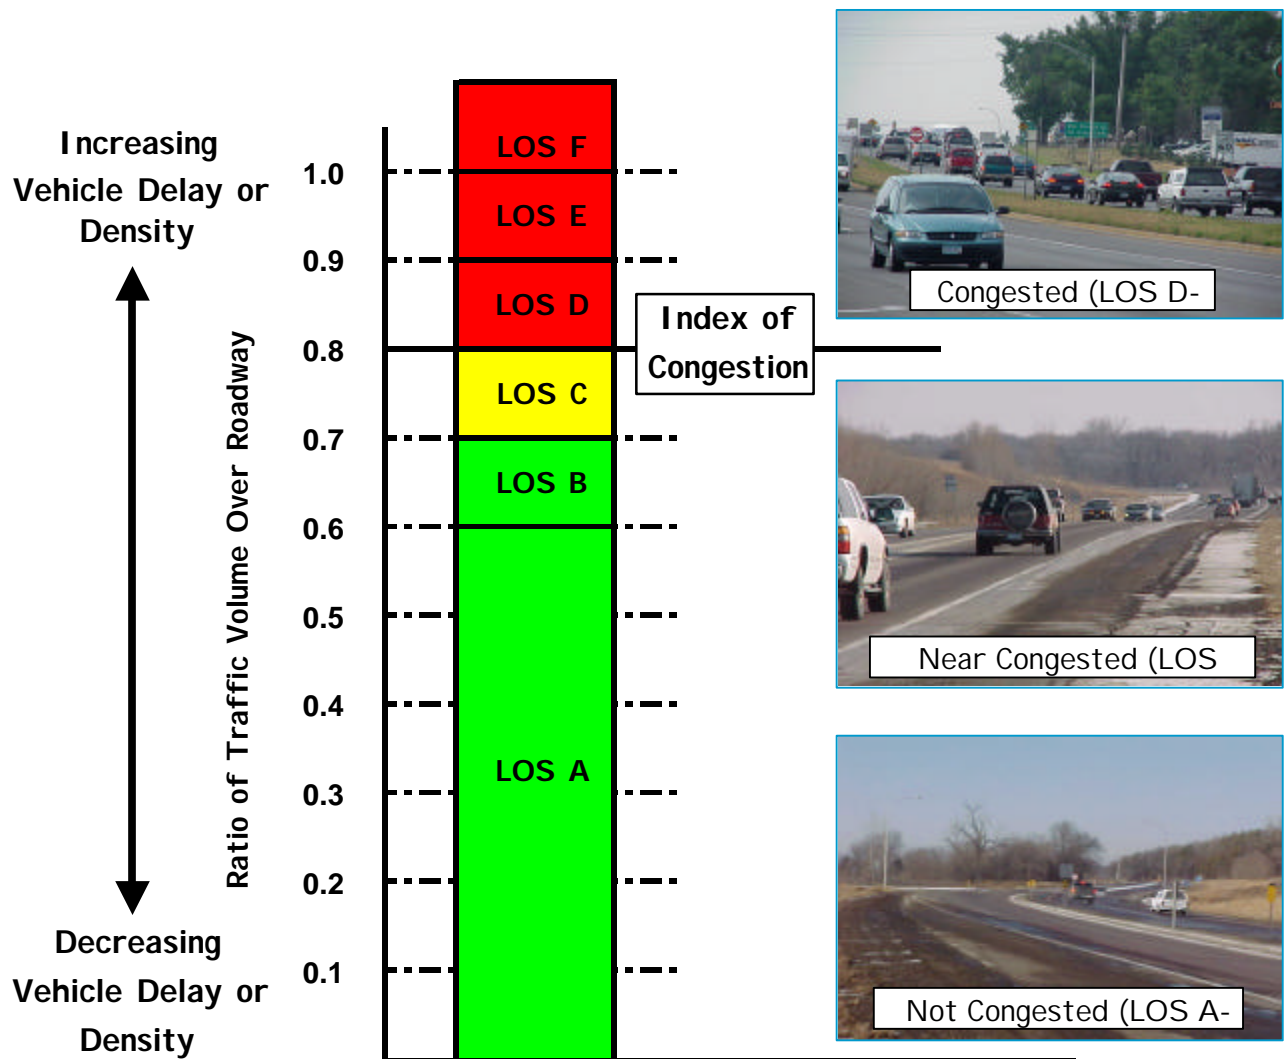 Increasing
Vehicle Delay or
Density
Decreasing
Vehicle Delay or
Density
Ratio of Traffic Volume Over Roadway
1.0
0.9
0.8
0.7
0.6
0.5
0.4
0.3
0.2
0.1
LOS F
LOS E
LOS D
LOS C
LOS B
LOS A
Index of
Congestion
Congested (LOS D-
Near Congested (LOS
Not Congested (LOS A-